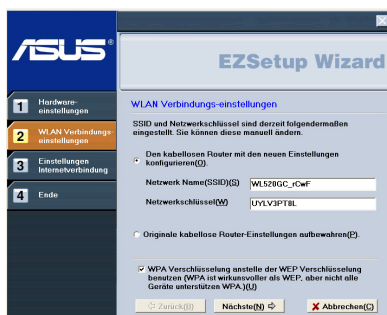 ASUS®
EZSetup Wizard
1 Hardware-
einstellungen
2 WLAN Verbindungs-
einstellungen
3 Einstellungen
Internetverbindung
4 Ende
WLAN Verbindungs-einstellungen
SSID und Netzwerkschlüssel sind derzeit folgendermaßen
eingestellt. Sie können diese manuell ändern.
Den kabellosen Router mit den neuen Einstellungen
konfigurieren(O).
Netzwerk Name(SSID)(S) WL520GC_rCwF
Netzwerkschlüssel(W) UYLV3PT8L
Originale kabellose Router-Einstellungen aufbewahren(P).
WPA Verschlüsselung anstelle der WEP Verschlüsselung
benutzen (WPA ist wirkunsvoller als WEP, aber nicht alle
Geräte unterstützen WPA.)(U)
Zurück(B) Nächste(N) Abbrechen(C)